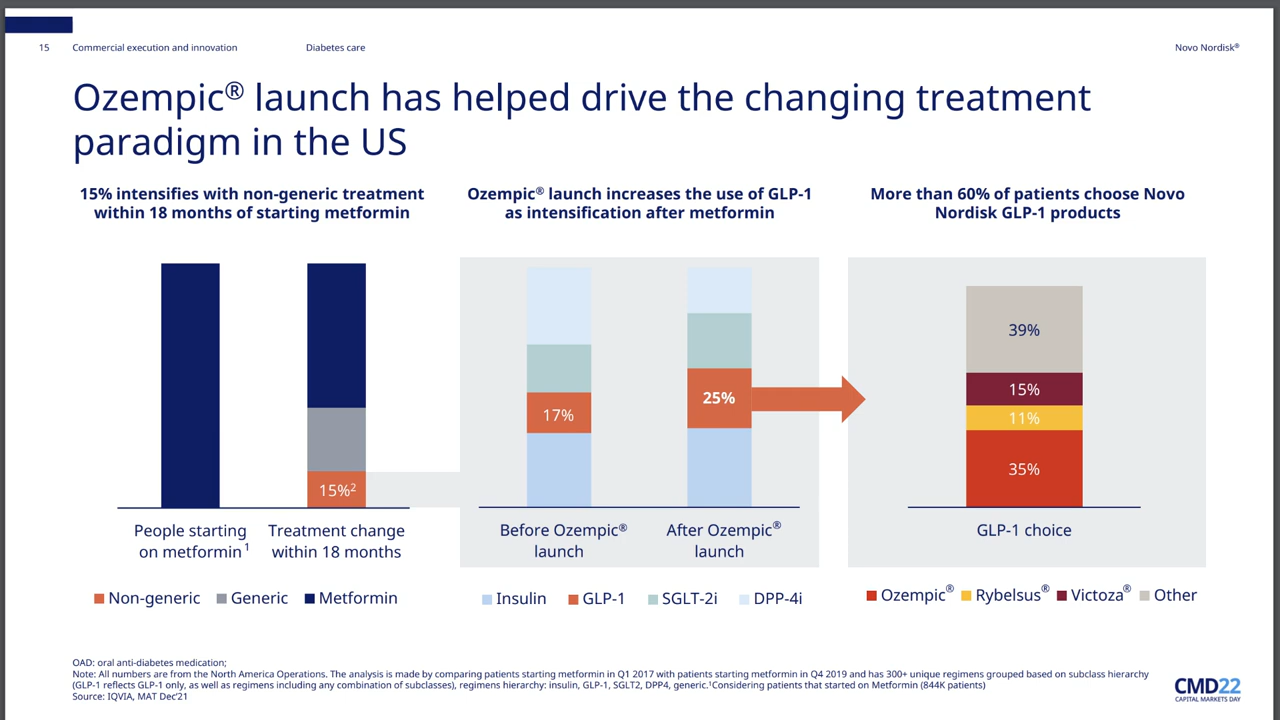 15 Commercial execution and innovation Diabetes care Novo Nordisk®
Ozempic® launch has helped drive the changing treatment
paradigm in the US
15% intensifies with non-generic treatment
within 18 months of starting metformin
15%²
People starting
on metformin¹
Treatment change
within 18 months
Non-generic Generic Metformin
Ozempic® launch increases the use of GLP-1
as intensification after metformin
17%
25%
Before Ozempic®
launch
After Ozempic®
launch
Insulin GLP-1 SGLT-2i DPP-4i
More than 60% of patients choose Novo
Nordisk GLP-1 products
39%
15%
11%
35%
GLP-1 choice
Ozempic® Rybelsus® Victoza® Other
OAD: oral anti-diabetes medication;
Note: All numbers are from the North America Operations. The analysis is made by comparing patients starting metformin in Q1 2017 with patients starting metformin in Q4 2019 and has 300+ unique regimens grouped based on subclass hierarchy
(GLP-1 reflects GLP-1 only, as well as regimens including any combination of subclasses), regimens hierarchy: insulin, GLP-1, SGLT2, DPP4, generic.¹Considering patients that started on Metformin (844K patients)
Source: IQVIA, MAT Dec'21
CMD22
CAPITAL MARKETS DAY